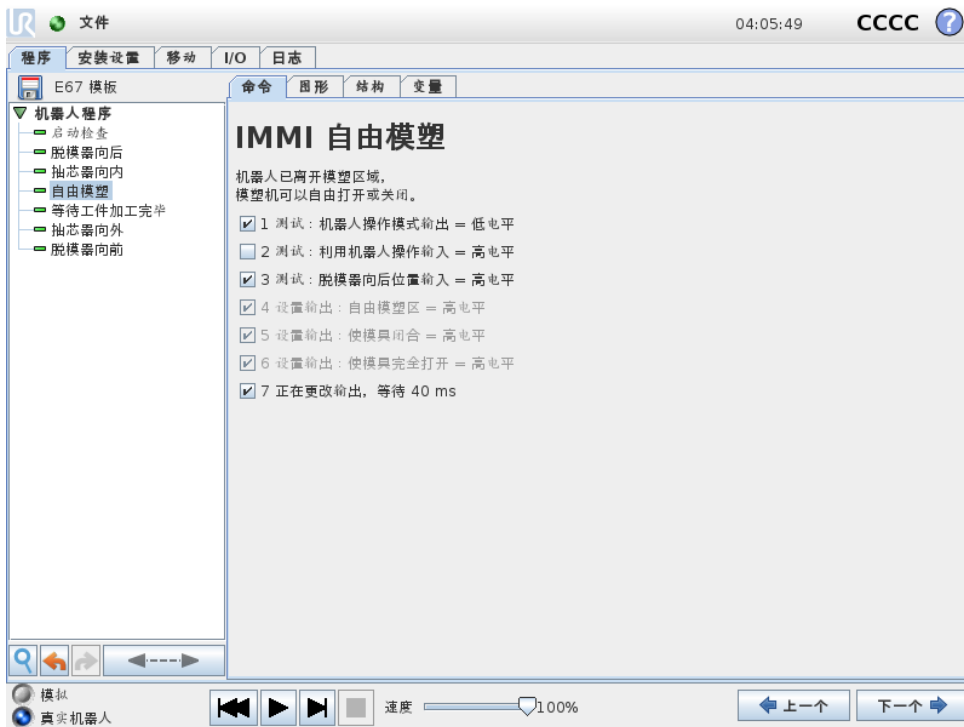 UR 文件 04:05:49 CCCC ?
程序 安装设置 移动 I/O 日志
E67 模板
命令 图形 结构 变量
机器人程序
启动检查
脱模器向后
抽芯器向内
自由模塑
等待工件加工完毕
抽芯器向外
脱模器向前
IMMI 自由模塑
机器人已离开模塑区域,
模塑机可以自由打开或关闭。
1 测试：机器人操作模式输出 = 低电平
2 测试：利用机器人操作输入 = 高电平
3 测试：脱模器向后位置输入 = 高电平
4 设置输出：自由模塑区 = 高电平
5 设置输出：使模具闭合 = 高电平
6 设置输出：使模具完全打开 = 高电平
7 正在更改输出, 等待 40 ms
模拟
真实机器人
速度 100%
上一个 下一个